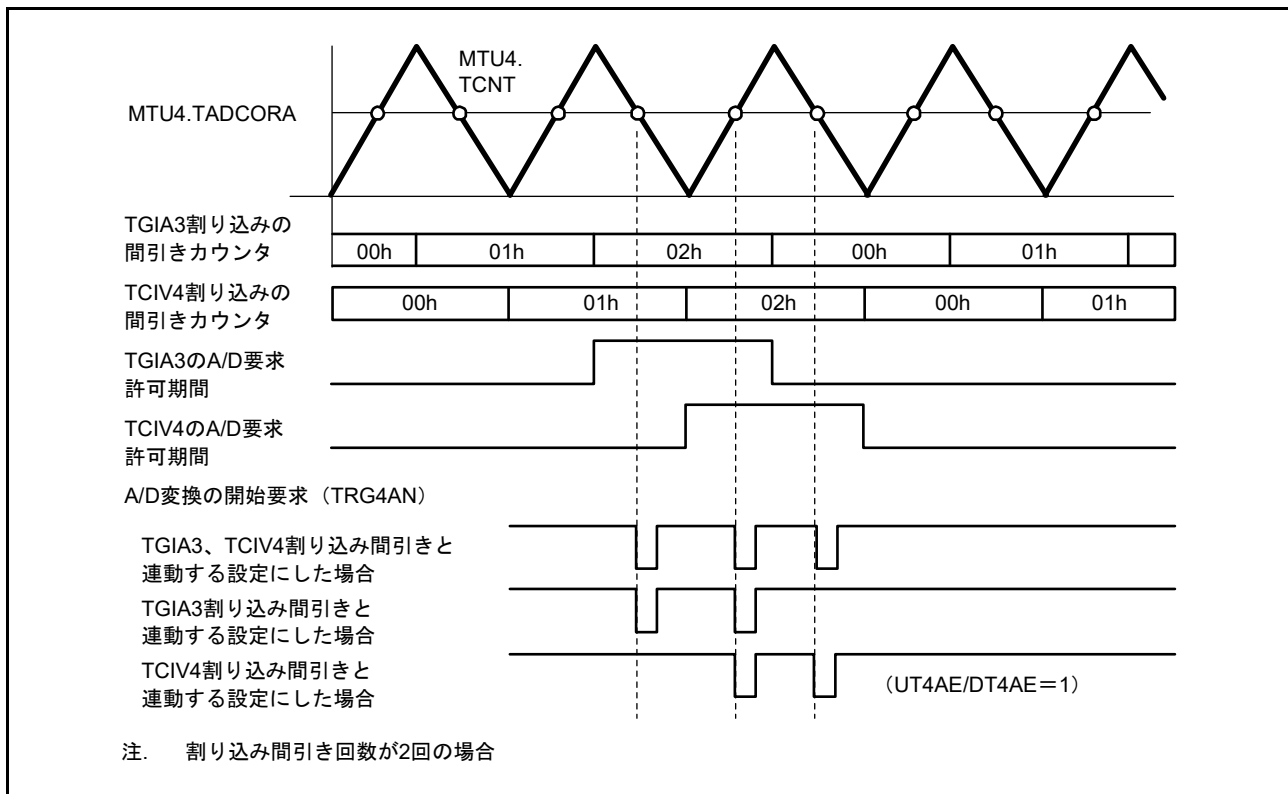 MTU4.
TCNT
MTU4.TADCORA
TGIA3割り込みの
間引きカウンタ
00h
01h
02h
00h
01h
TCIV4割り込みの
間引きカウンタ
00h
01h
02h
00h
01h
TGIA3のA/D要求
許可期間
TCIV4のA/D要求
許可期間
A/D変換の開始要求（TRG4AN）
TGIA3、TCIV4割り込み間引きと
連動する設定にした場合
TGIA3割り込み間引きと
連動する設定にした場合
TCIV4割り込み間引きと
連動する設定にした場合
（UT4AE/DT4AE＝1）
注. 割り込み間引き回数が2回の場合